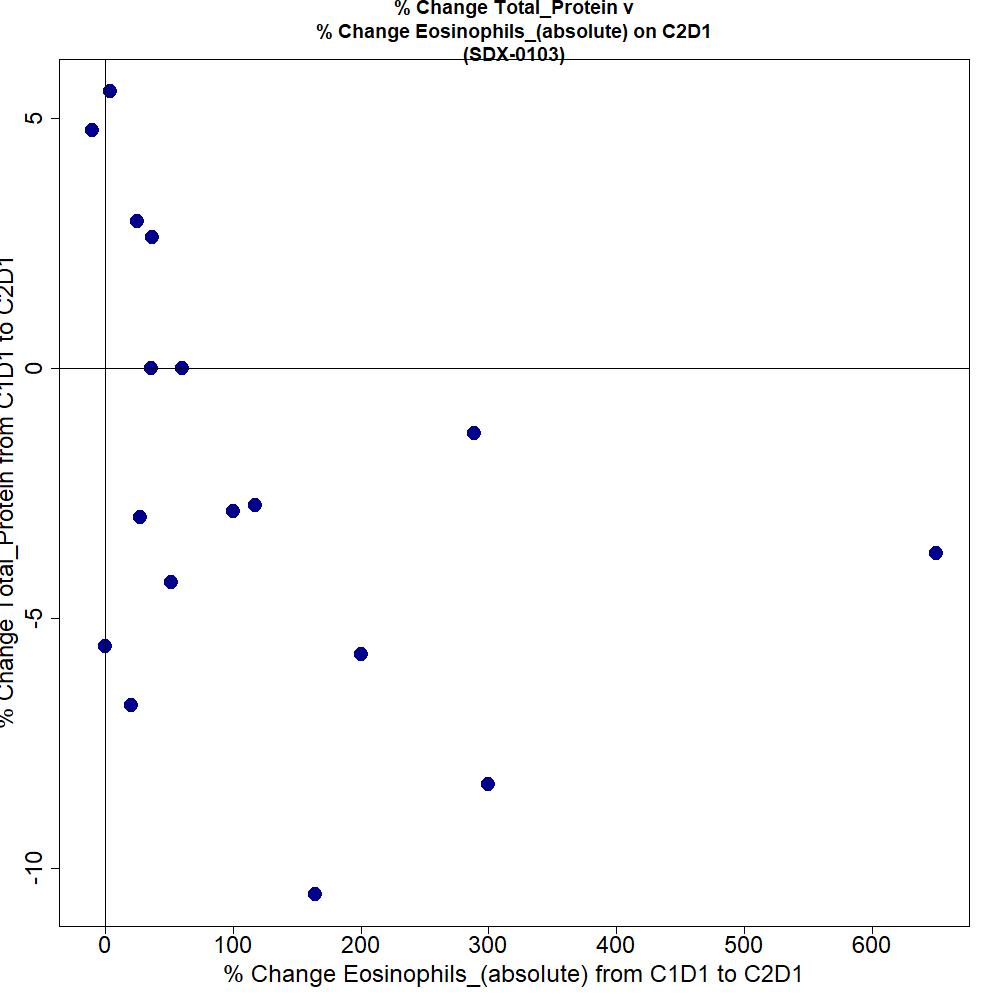 % Change Total_Protein v
% Change Eosinophils_(absolute) on C2D1
(SDX-0103)
% Change Total_Protein from C1D1 to C2D1
5
0
-5
-10
0 100 200 300 400 500 600
% Change Eosinophils_(absolute) from C1D1 to C2D1